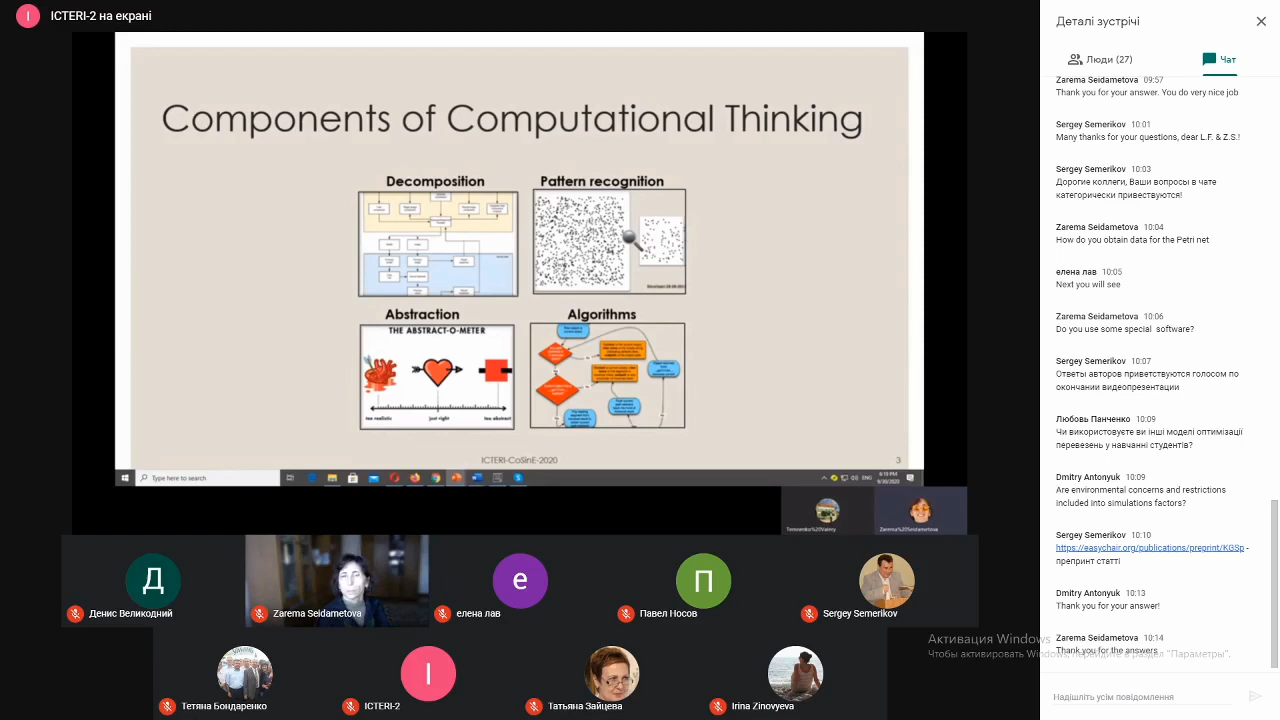 I
ICTERI-2 на екрані
Components of Computational Thinking
Decomposition
Pattern recognition
Abstraction
THE ABSTRACT-O-METER
too realistic
just right
too abstract
Algorithms
ICTERI-CoSinE-2020
3
Type here to search
ENG
6:10 PM
9/30/2020
Zarema%20Seidametova
Д
Денис Великодний
Zarema Seidametova
е
елена лав
П
Павел Носов
Sergey Semerikov
Тетяна Бондаренко
I
ICTERI-2
Татьяна Зайцева
Irina Zinovyeva
Деталі зустрічі
Люди (27)
Чат
Zarema Seidametova 09:57
Thank you for your answer. You do very nice job
Sergey Semerikov 10:01
Many thanks for your questions, dear L.F. & Z.S.!
Sergey Semerikov 10:03
Дорогие коллеги, Ваши вопросы в чате
категорически привествуются!
Zarema Seidametova 10:04
How do you obtain data for the Petri net
елена лав 10:05
Next you will see
Zarema Seidametova 10:06
Do you use some special software?
Sergey Semerikov 10:07
Ответы авторов приветствуются голосом по
окончании видеопрезентации
Любовь Панченко 10:09
Чи використовуєте ви інші моделі оптимізації
перевезень у навчанні студентів?
Dmitry Antonyuk 10:09
Are environmental concerns and restrictions
included into simulations factors?
Sergey Semerikov 10:10
https://easychair.org/publications/preprint/KGSp -
препринт статті
Dmitry Antonyuk 10:13
Thank you for your answer!
Zarema Seidametova 10:14
Thank you for the answers
Активация Windows
Чтобы активировать Windows, перейдите в раздел "Параметры".
Надішліть усім повідомлення